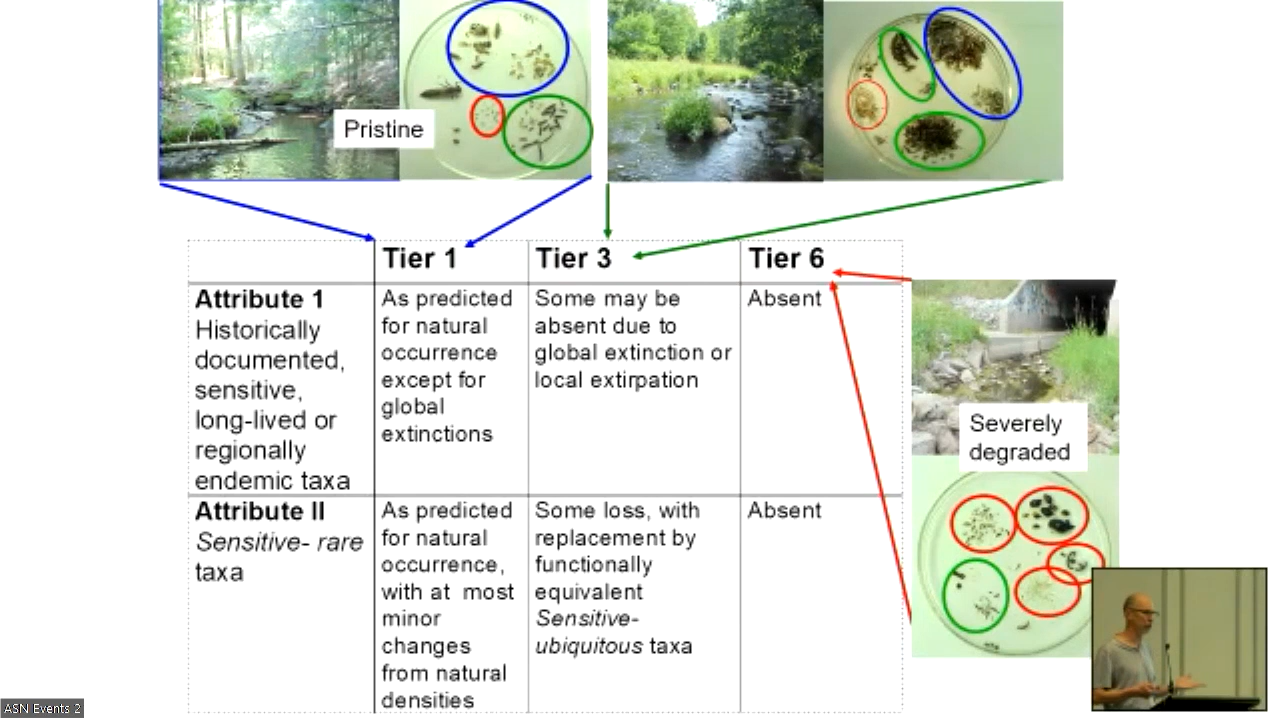 Pristine
Tier 1
Tier 3
Tier 6
Attribute 1
Historically
documented,
sensitive,
long-lived or
regionally
endemic taxa
As predicted
for natural
occurrence
except for
global
extinctions
Some may be
absent due to
global extinction or
local extirpation
Absent
Severely
degraded
Attribute II
Sensitive- rare
taxa
As predicted
for natural
occurrence,
with at most
minor
changes
from natural
densities
Some loss, with
replacement by
functionally
equivalent
Sensitive-
ubiquitous taxa
Absent
ASN Events 2